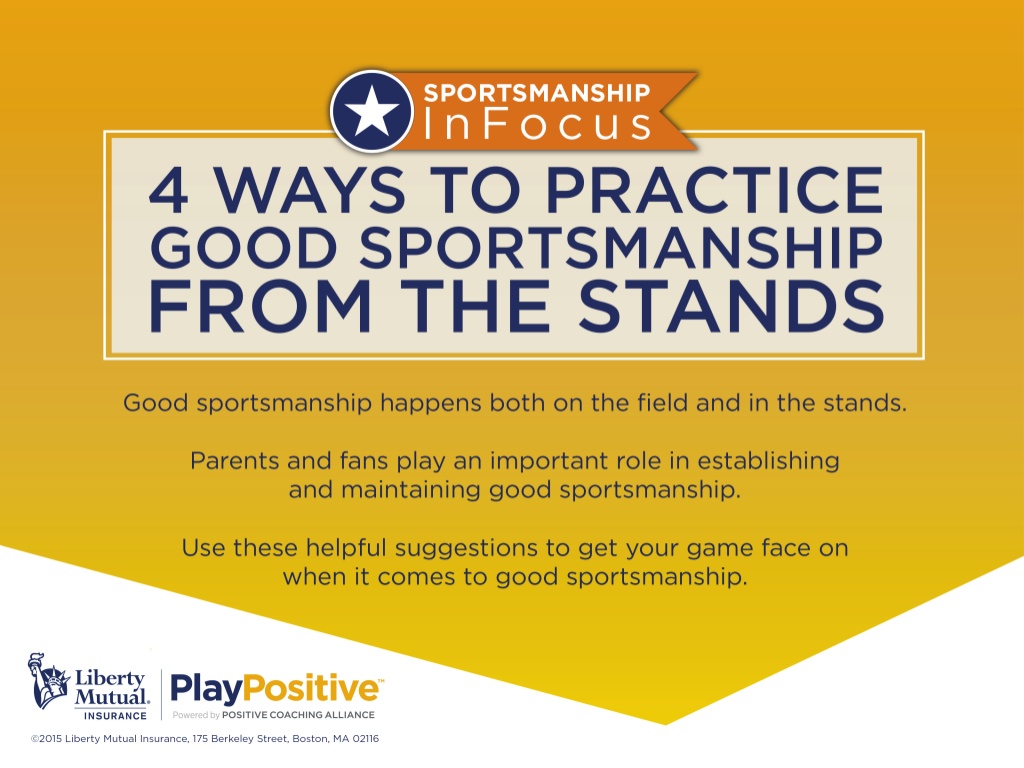 SPORTSMANSHIP
InFocus
4 WAYS TO PRACTICE
GOOD SPORTSMANSHIP
FROM THE STANDS
Good sportsmanship happens both on the field and in the stands.
Parents and fans play an important role in establishing
and maintaining good sportsmanship.
Use these helpful suggestions to get your game face on
when it comes to good sportsmanship.
Liberty
Mutual®
INSURANCE
PlayPositive™
Powered by POSITIVE COACHING ALLIANCE
©2015 Liberty Mutual Insurance, 175 Berkeley Street, Boston, MA 02116